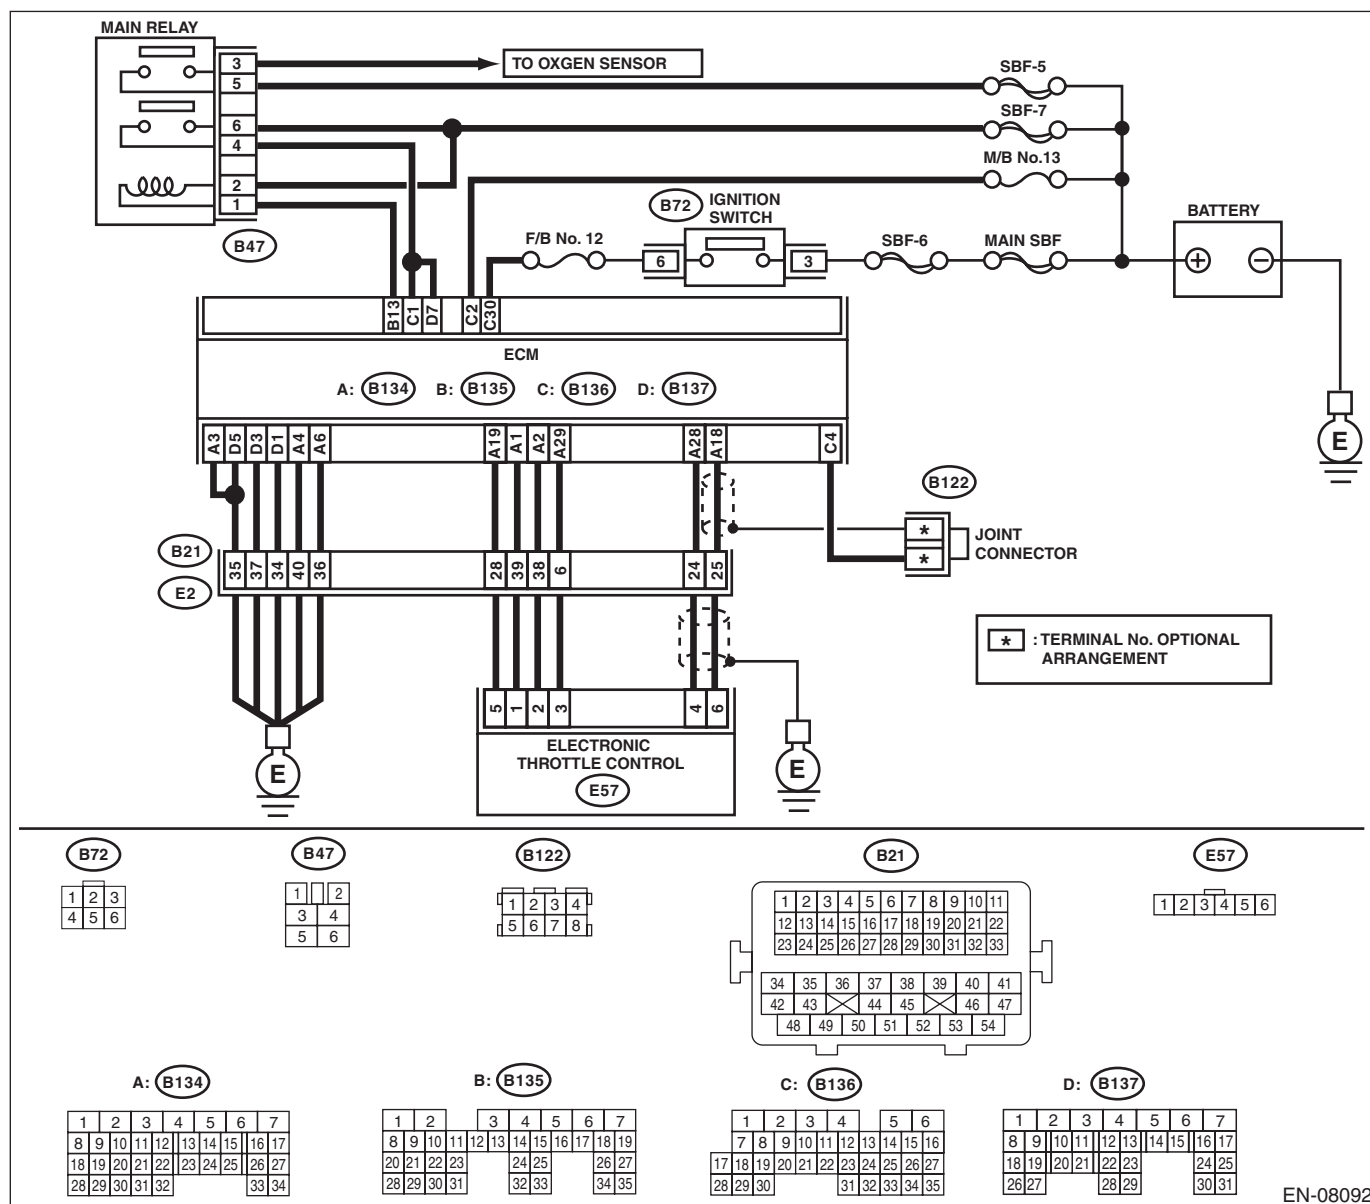 MAIN RELAY
3
TO OXGEN SENSOR
5
SBF-5
6
SBF-7
4
M/B No.13
2
1
B47
B72
IGNITION
SWITCH
F/B No. 12
6
3
SBF-6
MAIN SBF
BATTERY
+
−
E
B13 C1 D7 C2 C30
ECM
A: B134 B: B135 C: B136 D: B137
A3 D5 D3 D1 A4 A6 A19 A1 A2 A29 A28 A18 C4
B122
*
*
JOINT
CONNECTOR
B21
35 37 34 40 36 28 39 38 6 24 25
E2
* : TERMINAL No. OPTIONAL
ARRANGEMENT
5 1 2 3 4 6
ELECTRONIC
THROTTLE CONTROL
E57
E
E
B72
1 2 3
4 5 6
B47
1 2
3 4
5 6
B122
1 2 3 4
5 6 7 8
B21
1 2 3 4 5 6 7 8 9 10 11
12 13 14 15 16 17 18 19 20 21 22
23 24 25 26 27 28 29 30 31 32 33
34 35 36 37 38 39 40 41
42 43 44 45 46 47
48 49 50 51 52 53 54
E57
1 2 3 4 5 6
A: B134
1 2 3 4 5 6 7
8 9 10 11 12 13 14 15 16 17
18 19 20 21 22 23 24 25 26 27
28 29 30 31 32 33 34
B: B135
1 2 3 4 5 6 7
8 9 10 11 12 13 14 15 16 17 18 19
20 21 22 23 24 25 26 27
28 29 30 31 32 33 34 35
C: B136
1 2 3 4 5 6
7 8 9 10 11 12 13 14 15 16
17 18 19 20 21 22 23 24 25 26 27
28 29 30 31 32 33 34 35
D: B137
1 2 3 4 5 6 7
8 9 10 11 12 13 14 15 16 17
18 19 20 21 22 23 24 25
26 27 28 29 30 31
EN-08092